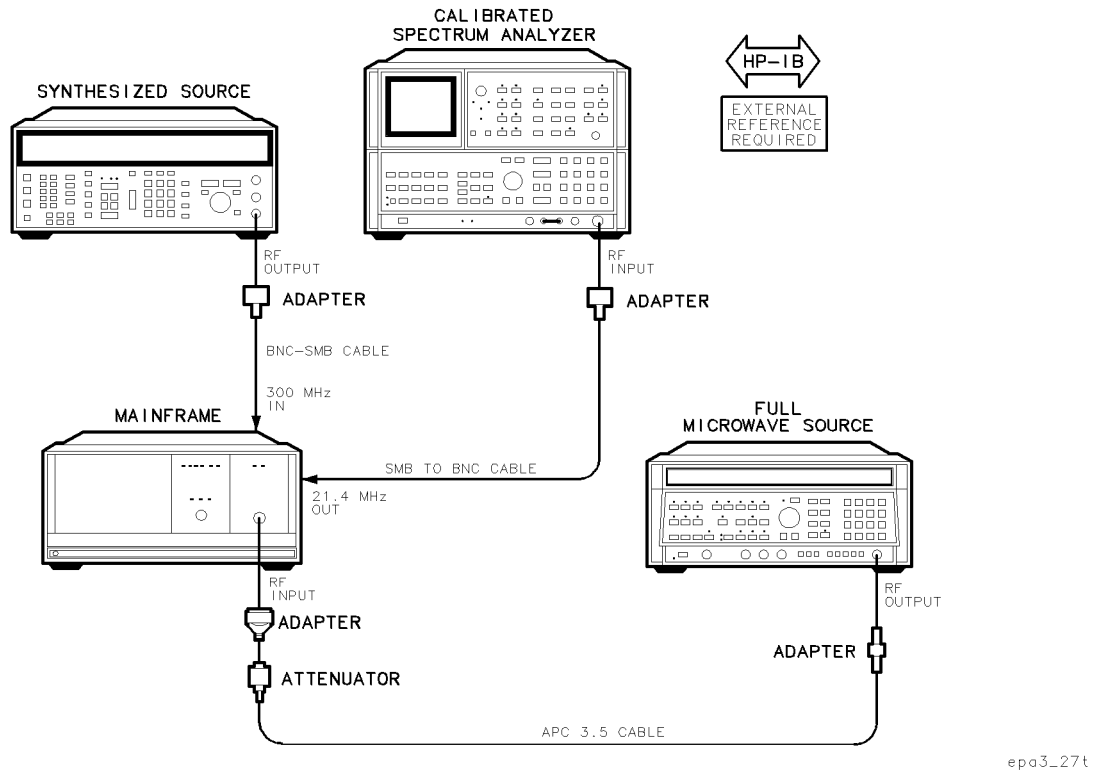 CALIBRATED
SPECTRUM ANALYZER
HP-IB
SYNTHESIZED SOURCE
EXTERNAL
REFERENCE
REQUIRED
RF
OUTPUT
RF
INPUT
ADAPTER
ADAPTER
BNC-SMB CABLE
300 MHz
IN
MAINFRAME
FULL
MICROWAVE SOURCE
SMB TO BNC CABLE
21.4 MHz
OUT
RF
INPUT
RF
OUTPUT
ADAPTER
ADAPTER
ATTENUATOR
APC 3.5 CABLE
epa3_27t